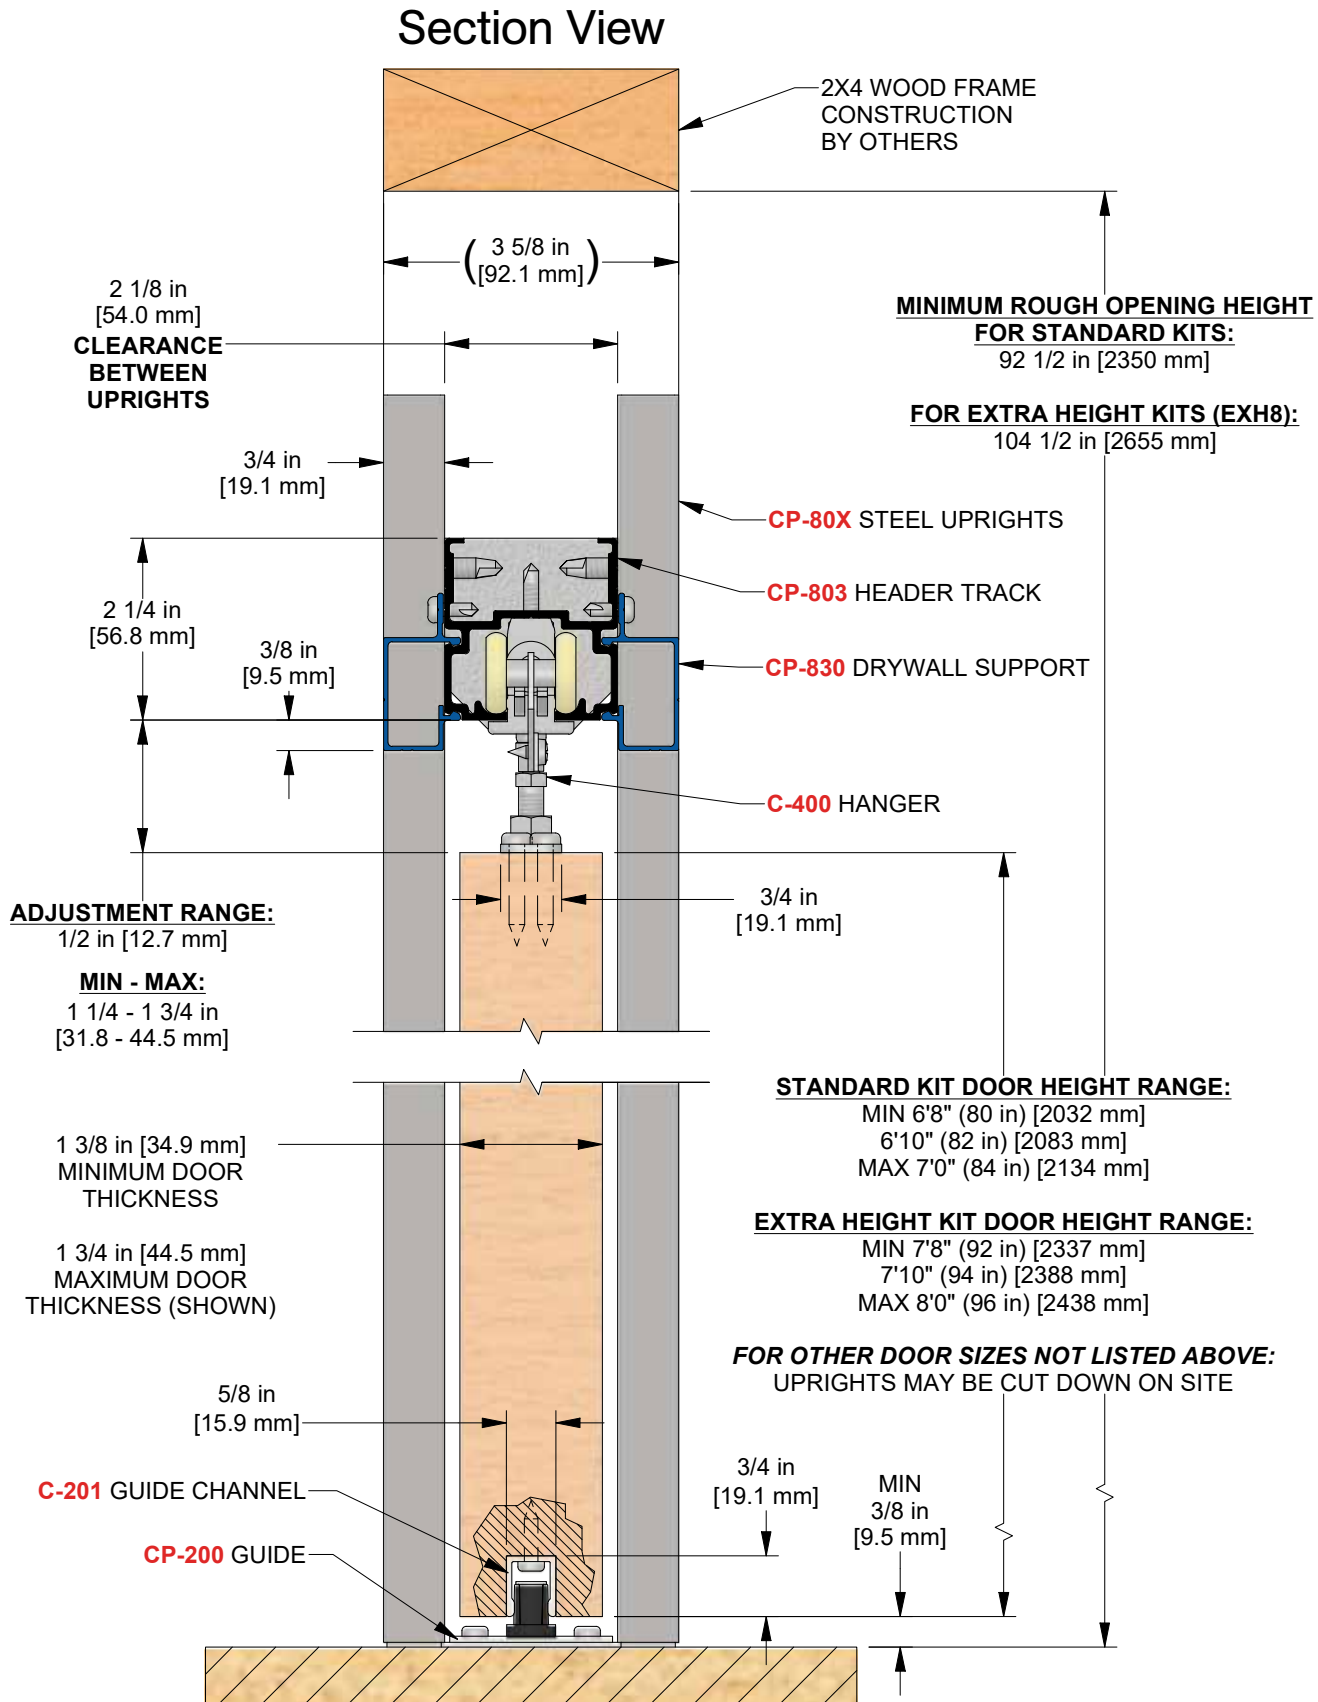 Section View
2X4 WOOD FRAME
CONSTRUCTION
BY OTHERS
(3 5/8 in
[92.1 mm])
2 1/8 in
[54.0 mm]
CLEARANCE
BETWEEN
UPRIGHTS
MINIMUM ROUGH OPENING HEIGHT
FOR STANDARD KITS:
92 1/2 in [2350 mm]
FOR EXTRA HEIGHT KITS (EXH8):
104 1/2 in [2655 mm]
3/4 in
[19.1 mm]
CP-80X STEEL UPRIGHTS
CP-803 HEADER TRACK
2 1/4 in
[56.8 mm]
3/8 in
[9.5 mm]
CP-830 DRYWALL SUPPORT
C-400 HANGER
ADJUSTMENT RANGE:
1/2 in [12.7 mm]
MIN - MAX:
1 1/4 - 1 3/4 in
[31.8 - 44.5 mm]
3/4 in
[19.1 mm]
STANDARD KIT DOOR HEIGHT RANGE:
MIN 6'8" (80 in) [2032 mm]
6'10" (82 in) [2083 mm]
MAX 7'0" (84 in) [2134 mm]
1 3/8 in [34.9 mm]
MINIMUM DOOR
THICKNESS
1 3/4 in [44.5 mm]
MAXIMUM DOOR
THICKNESS (SHOWN)
EXTRA HEIGHT KIT DOOR HEIGHT RANGE:
MIN 7'8" (92 in) [2337 mm]
7'10" (94 in) [2388 mm]
MAX 8'0" (96 in) [2438 mm]
FOR OTHER DOOR SIZES NOT LISTED ABOVE:
UPRIGHTS MAY BE CUT DOWN ON SITE
5/8 in
[15.9 mm]
C-201 GUIDE CHANNEL
CP-200 GUIDE
3/4 in
[19.1 mm]
MIN
3/8 in
[9.5 mm]